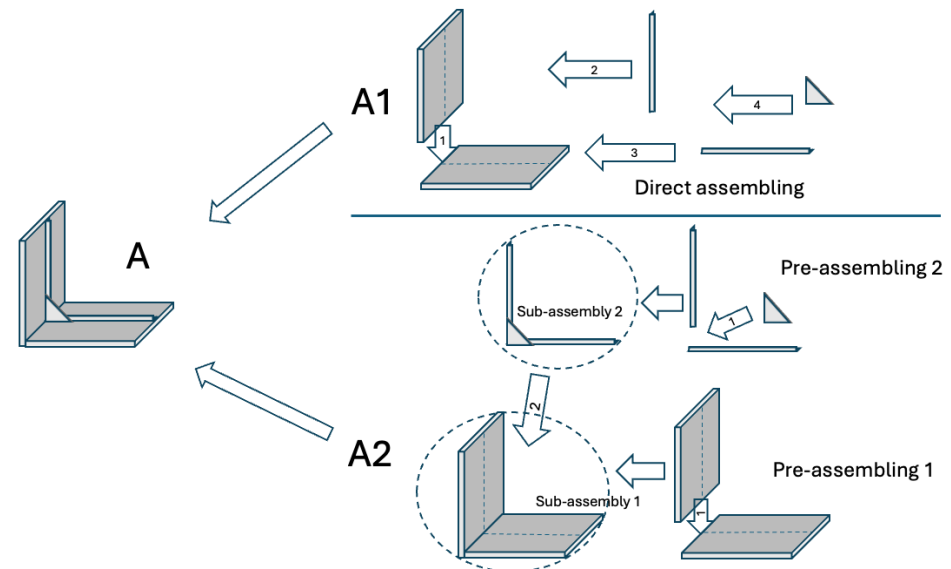 A1
2
4
1
3
Direct assembling
A
Pre-assembling 2
Sub-assembly 2
1
2
A2
Pre-assembling 1
Sub-assembly 1
1